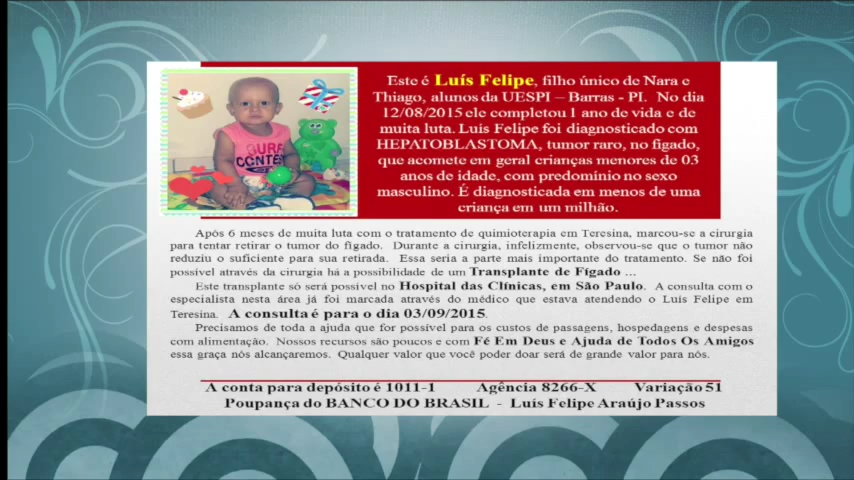 Este é Luís Felipe, filho único de Nara e
Thiago, alunos da UESPI – Barras - PI. No dia
12/08/2015 ele completou 1 ano de vida e de
muita luta. Luis Felipe foi diagnosticado com
HEPATOBLASTOMA, tumor raro, no fígado,
que acomete em geral crianças menores de 03
anos de idade, com predomínio no sexo
masculino. É diagnosticada em menos de uma
criança em um milhão.
SURF
CONTEST
Após 6 meses de muita luta com o tratamento de quimioterapia em Teresina, marcou-se a cirurgia
para tentar retirar o tumor do fígado. Durante a cirurgia, infelizmente, observou-se que o tumor não
reduziu o suficiente para sua retirada. Essa seria a parte mais importante do tratamento. Se não foi
possível através da cirurgia há a possibilidade de um Transplante de Fígado ...
Este transplante só será possível no Hospital das Clínicas, em São Paulo. A consulta com o
especialista nesta área já foi marcada através do médico que estava atendendo o Luís Felipe em
Teresina. A consulta é para o dia 03/09/2015.
Precisamos de toda a ajuda que for possível para os custos de passagens, hospedagens e despesas
com alimentação. Nossos recursos são poucos e com Fé Em Deus e Ajuda de Todos Os Amigos
essa graça nós alcançaremos. Qualquer valor que você poder doar será de grande valor para nós.
A conta para depósito é 1011-1 Agência 8266-X Variação 51
Poupança do BANCO DO BRASIL - Luís Felipe Araújo Passos